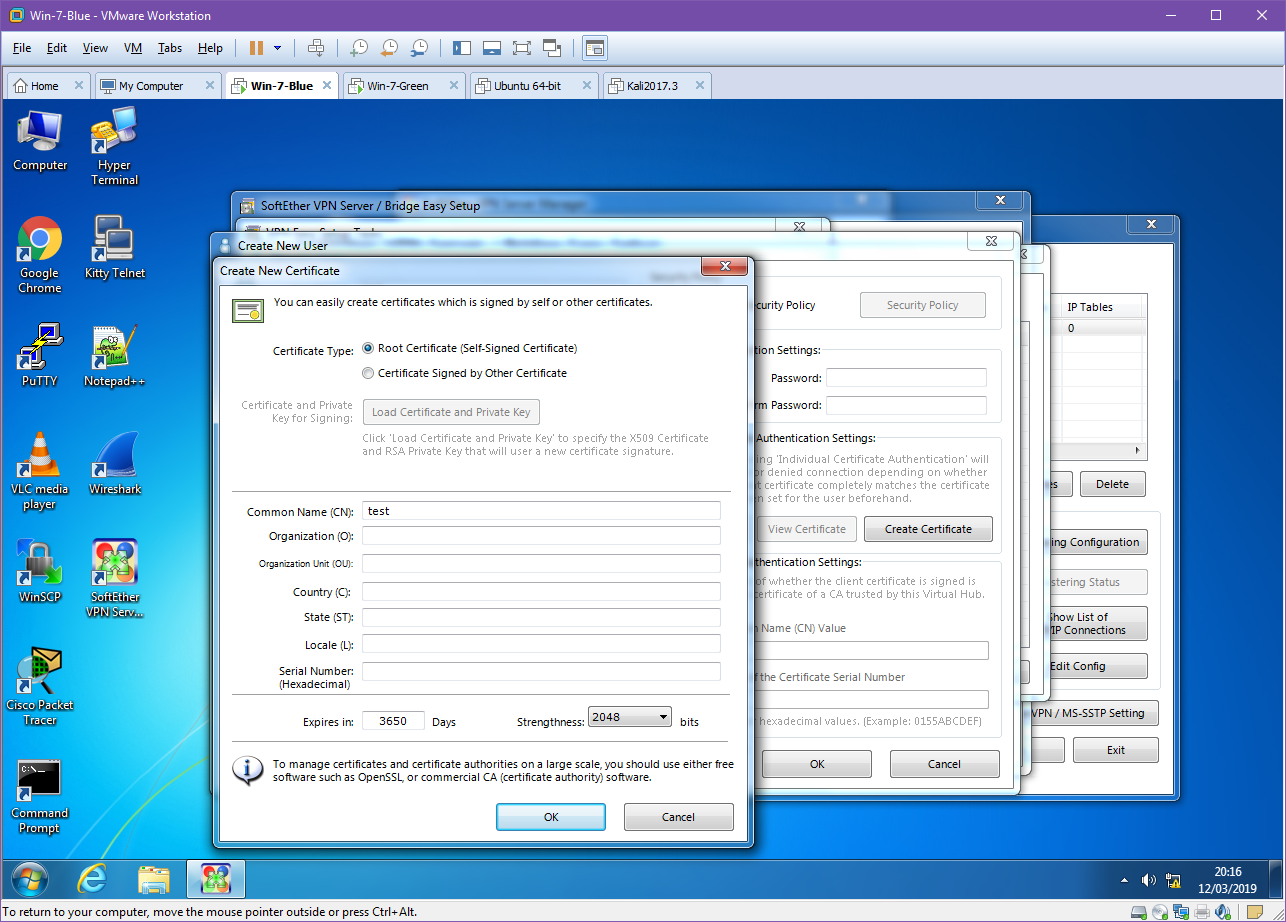 Win-7-Blue - VMware Workstation
File Edit View VM Tabs Help
Home My Computer Win-7-Blue Win-7-Green Ubuntu 64-bit Kali2017.3
Computer
Hyper
Terminal
Google
Chrome
Kitty Telnet
PuTTY
Notepad++
VLC media
player
Wireshark
WinSCP
SoftEther
VPN Serv...
Cisco Packet
Tracer
Command
Prompt
SoftEther VPN Server / Bridge Easy Setup
Create New User
Create New Certificate
You can easily create certificates which is signed by self or other certificates.
Certificate Type: Root Certificate (Self-Signed Certificate)
Certificate Signed by Other Certificate
Certificate and Private
Key for Signing:
Load Certificate and Private Key
Click 'Load Certificate and Private Key' to specify the X509 Certificate
and RSA Private Key that will user a new certificate signature.
Common Name (CN): test
Organization (O):
Organization Unit (OU):
Country (C):
State (ST):
Locale (L):
Serial Number:
(Hexadecimal)
Expires in: 3650 Days Strengthness: 2048 bits
To manage certificates and certificate authorities on a large scale, you should use either free
software such as OpenSSL, or commercial CA (certificate authority) software.
OK Cancel
curity Policy Security Policy
ion Settings:
Password:
rm Password:
Authentication Settings:
ing 'Individual Certificate Authentication' will
or denied connection depending on whether
t certificate completely matches the certificate
en set for the user beforehand.
View Certificate Create Certificate
thentication Settings:
of whether the client certificate is signed is
certificate of a CA trusted by this Virtual Hub.
n Name (CN) Value
f the Certificate Serial Number
hexadecimal values. (Example: 0155ABCDEF)
OK Cancel
IP Tables
0
es Delete
ing Configuration
stering Status
Show List of
IP Connections
Edit Config
VPN / MS-SSTP Setting
Exit
20:16
12/03/2019
To return to your computer, move the mouse pointer outside or press Ctrl+Alt.